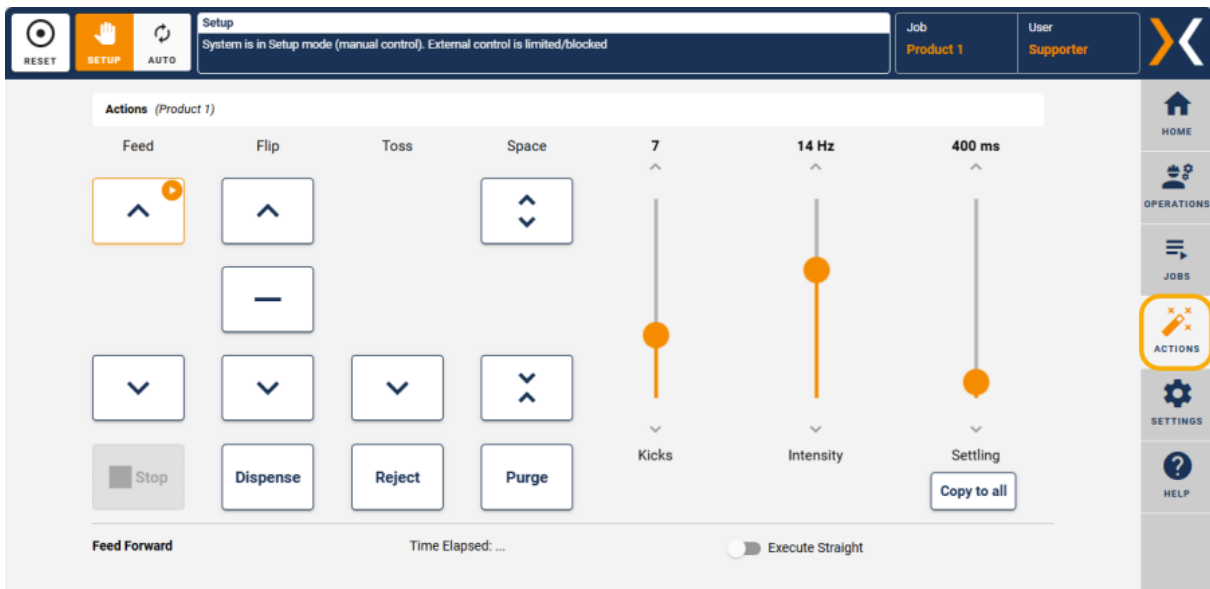 RESET
SETUP
AUTO
Setup
System is in Setup mode (manual control). External control is limited/blocked
Job
Product 1
User
Supporter
Actions (Product 1)
Feed
Flip
Toss
Space
7
14 Hz
400 ms
Stop
Dispense
Reject
Purge
Kicks
Intensity
Settling
Copy to all
Feed Forward
Time Elapsed: ...
Execute Straight
HOME
OPERATIONS
JOBS
ACTIONS
SETTINGS
HELP